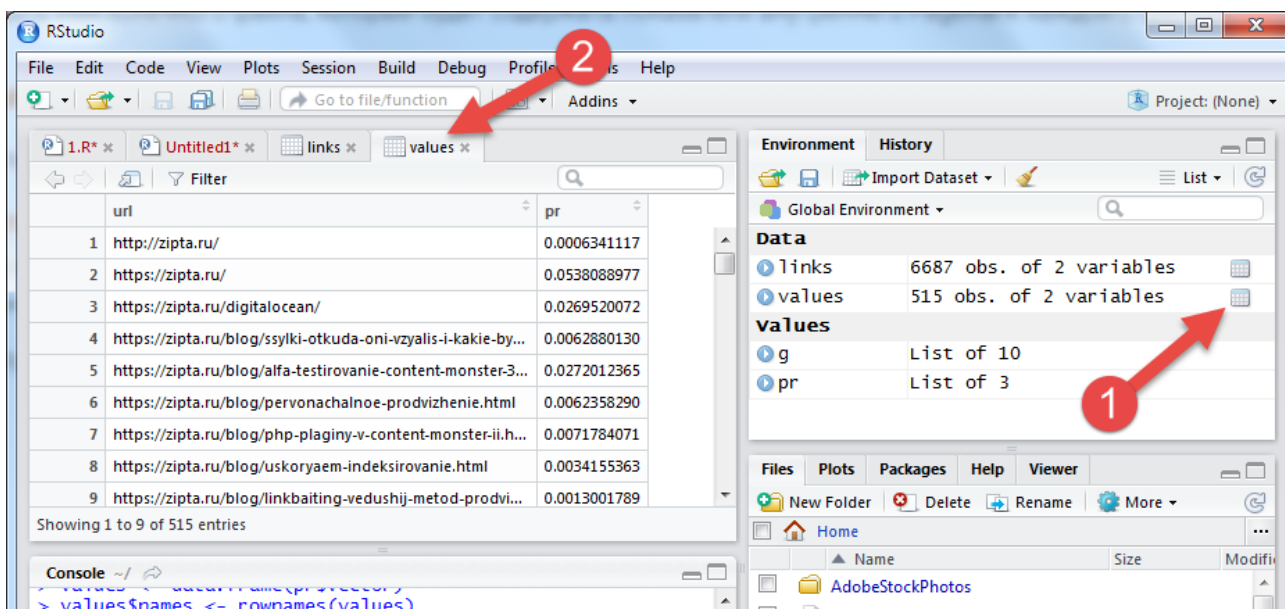 RStudio
File Edit Code View Plots Session Build Debug Profile Help
2
Go to file/function Addins Project: (None)
1.R* Untitled1* links values
Filter
url pr
1 http://zipta.ru/ 0.0006341117
2 https://zipta.ru/ 0.0538088977
3 https://zipta.ru/digitalocean/ 0.0269520072
4 https://zipta.ru/blog/ssylki-otkuda-oni-vzyalis-i-kakie-by... 0.0062880130
5 https://zipta.ru/blog/alfa-testirovanie-content-monster-3... 0.0272012365
6 https://zipta.ru/blog/pervonachalnoe-prodvizhenie.html 0.0062358290
7 https://zipta.ru/blog/php-plaginy-v-content-monster-ii.h... 0.0071784071
8 https://zipta.ru/blog/uskoryaem-indeksirovanie.html 0.0034155363
9 https://zipta.ru/blog/linkbaiting-vedushij-metod-prodvi... 0.0013001789
Showing 1 to 9 of 515 entries
Console ~/
> values <- data.frame(pr$vector)
> values$names <- rownames(values)
Environment History
Import Dataset List
Global Environment
Data
links 6687 obs. of 2 variables
values 515 obs. of 2 variables
Values
g List of 10
pr List of 3
1
Files Plots Packages Help Viewer
New Folder Delete Rename More
Home ...
Name Size Modifi
AdobeStockPhotos